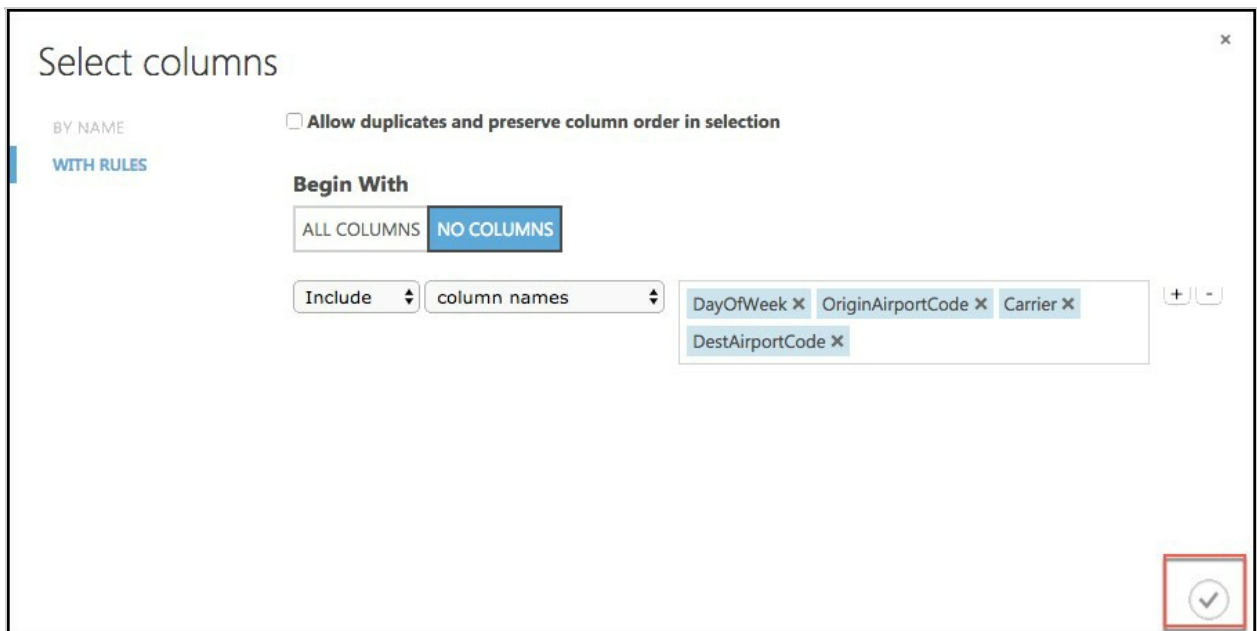 Select columns
×
BY NAME
WITH RULES
Allow duplicates and preserve column order in selection
Begin With
ALL COLUMNS NO COLUMNS
Include column names DayOfWeek × OriginAirportCode × Carrier × + -
DestAirportCode ×